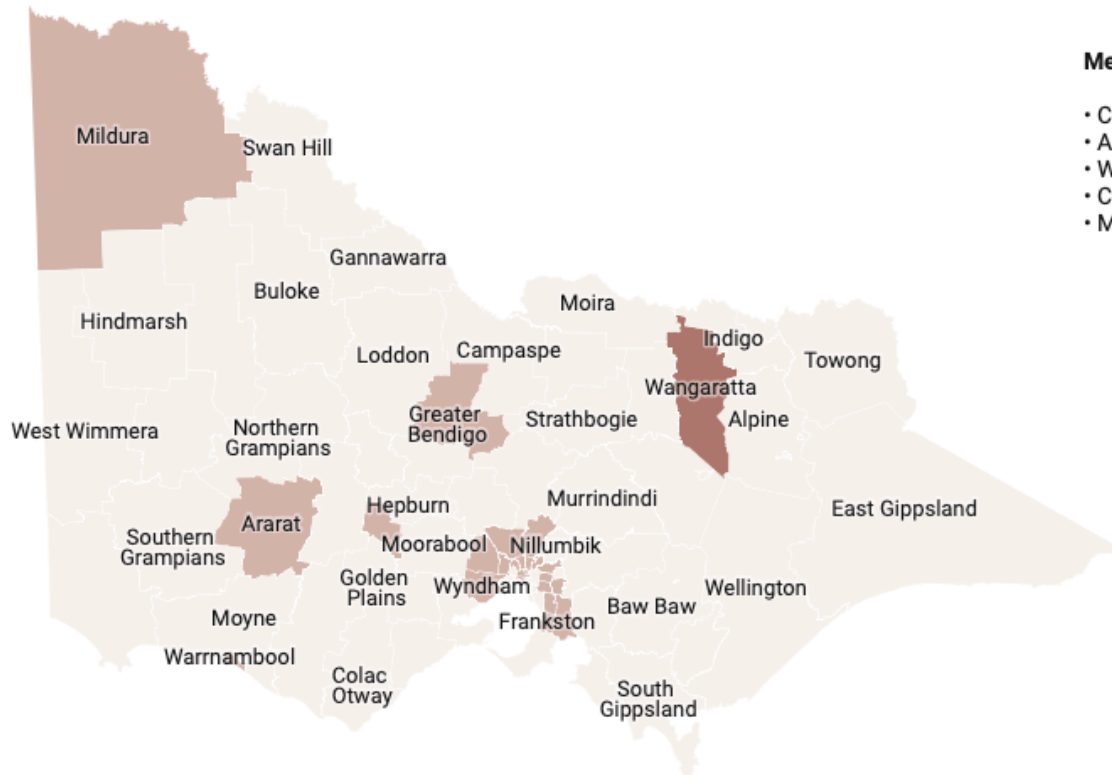 Me
• C
• A
• W
• C
• M
Mildura
Swan Hill
Gannawarra
Buloke
Moira
Hindmarsh
Indigo
Loddon
Campaspe
Towong
Wangaratta
Greater
Bendigo
Strathbogie
Alpine
West Wimmera
Northern
Grampians
Murrindindi
Hepburn
East Gippsland
Ararat
Southern
Grampians
Moorabool
Nillumbik
Golden
Plains
Wyndham
Wellington
Baw Baw
Moyne
Frankston
Warrnambool
Colac
Otway
South
Gippsland